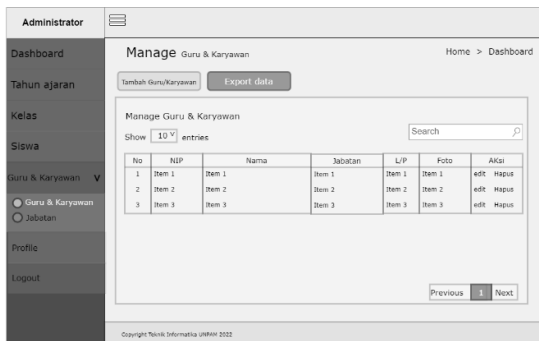 Administrator
Dashboard
Tahun ajaran
Kelas
Siswa
Guru & Karyawan V
Guru & Karyawan
Jabatan
Profile
Logout
Manage Guru & Karyawan
Home > Dashboard
Tambah Guru/Karyawan Export data
Manage Guru & Karyawan
Show 10 V entries
Search
No NIP Nama Jabatan L/P Foto AKsi
1 Item 1 Item 1 Item 1 Item 1 Item 1 edit Hapus
2 Item 2 Item 2 Item 2 Item 2 Item 2 edit Hapus
3 Item 3 Item 3 Item 3 Item 3 Item 3 edit Hapus
Previous 1 Next
Copyright Teknik Informatika UNPAM 2022